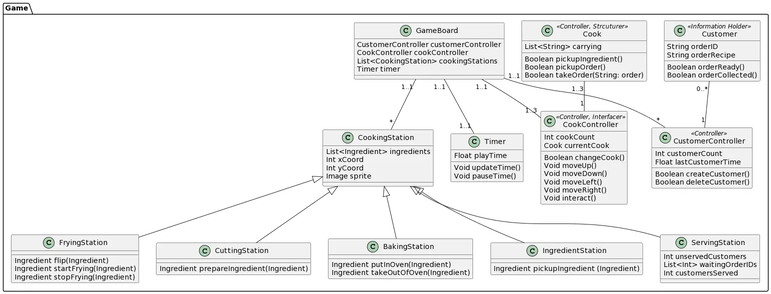 Game
C GameBoard
CustomerController customerController
CookController cookController
List<CookingStation> cookingStations
Timer timer
«Controller, Strcuturer»
C Cook
List<String> carrying
Boolean pickupIngredient()
Boolean pickupOrder()
Boolean takeOrder(String: order)
«Information Holder»
C Customer
String orderID
String orderRecipe
Boolean orderReady()
Boolean orderCollected()
1..1
1..1
1..1
1..1
1..3
0..*
*
1..1
1..3
1
*
1
C CookingStation
List<Ingredient> ingredients
Int xCoord
Int yCoord
Image sprite
C Timer
Float playTime
Void updateTime()
Void pauseTime()
«Controller, Interfacer»
C CookController
Int cookCount
Cook currentCook
Boolean changeCook()
Void moveUp()
Void moveDown()
Void moveLeft()
Void moveRight()
Void interact()
«Controller»
C CustomerController
Int customerCount
Float lastCustomerTime
Boolean createCustomer()
Boolean deleteCustomer()
C FryingStation
Ingredient flip(Ingredient)
Ingredient startFrying(Ingredient)
Ingredient stopFrying(Ingredient)
C CuttingStation
Ingredient prepareIngredient(Ingredient)
C BakingStation
Ingredient putInOven(Ingredient)
Ingredient takeOutOfOven(Ingredient)
C IngredientStation
Ingredient pickupIngredient (Ingredient)
C ServingStation
Int unservedCustomers
List<Int> waitingOrderIDs
Int customersServed